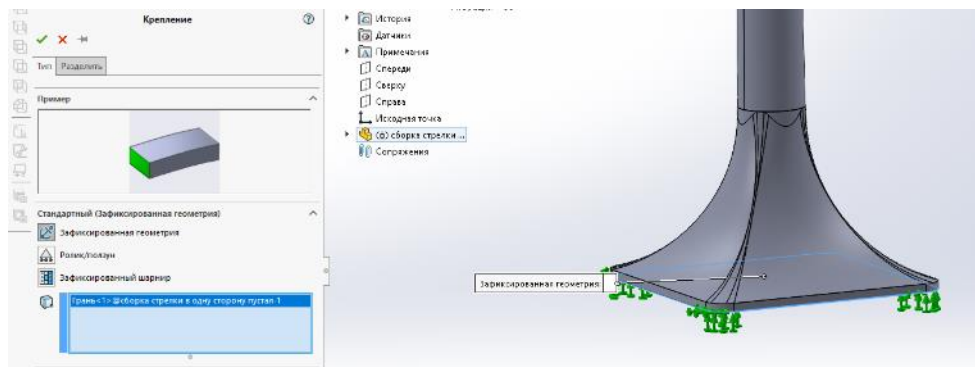 Крепление
Тип
Разделить
Пример
Стандартный (Зафиксированная геометрия)
Зафиксированная геометрия
Ролик/ползун
Зафиксированный шарнир
Грань<1>@сборка стрелки в одну сторону пустая-1
История
Датчики
Примечания
Спереди
Сверху
Справа
Исходная точка
(ф) сборка стрелки ...
Сопряжения
Зафиксированная геометрия: